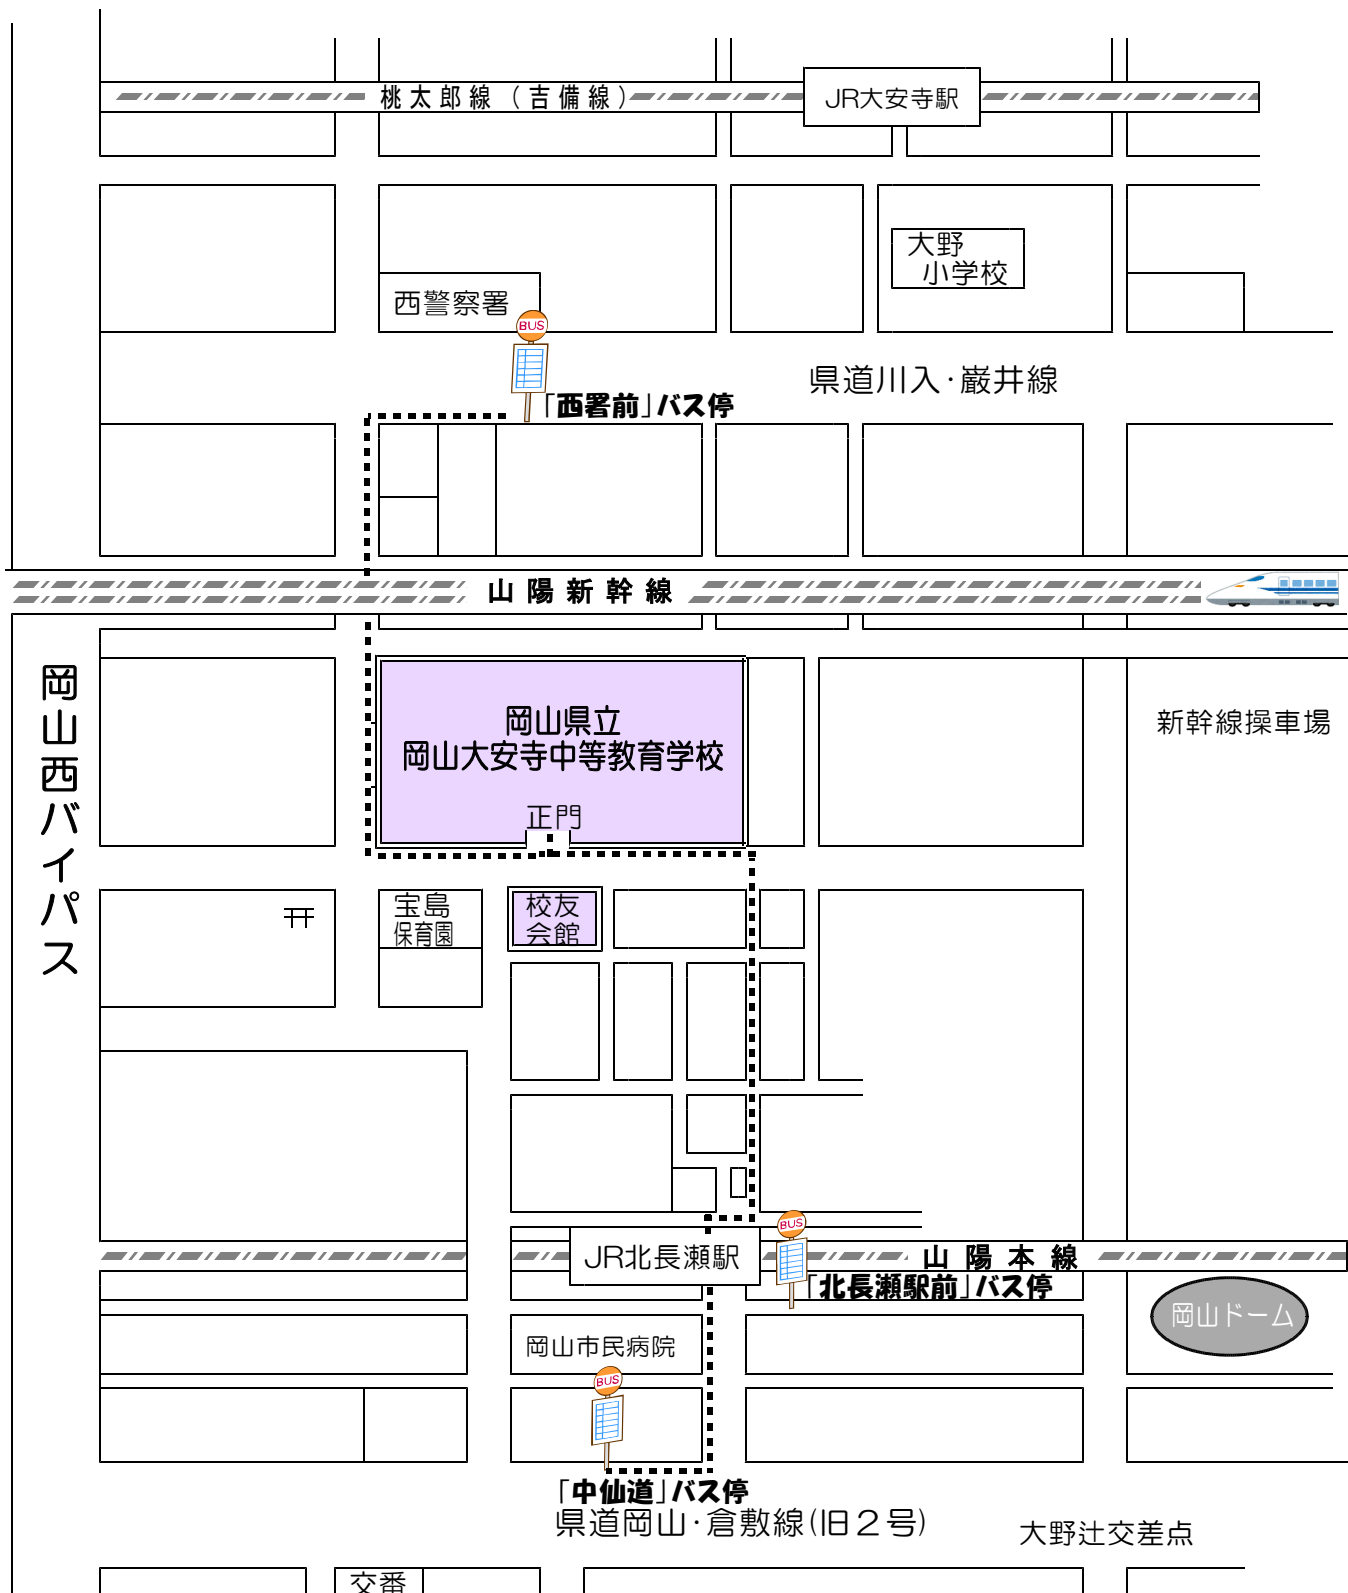 桃太郎線(吉備線)
JR大安寺駅
大野
小学校
西警察署
BUS
県道川入・巌井線
「西署前」バス停
山陽新幹線
岡山西バイパス
岡山県立
岡山大安寺中等教育学校
正門
新幹線操車場
宝島
保育園
校友
会館
BUS
JR北長瀬駅
山陽本線
「北長瀬駅前」バス停
岡山ドーム
岡山市民病院
BUS
「中仙道」バス停
県道岡山・倉敷線(旧2号)
大野辻交差点
交番